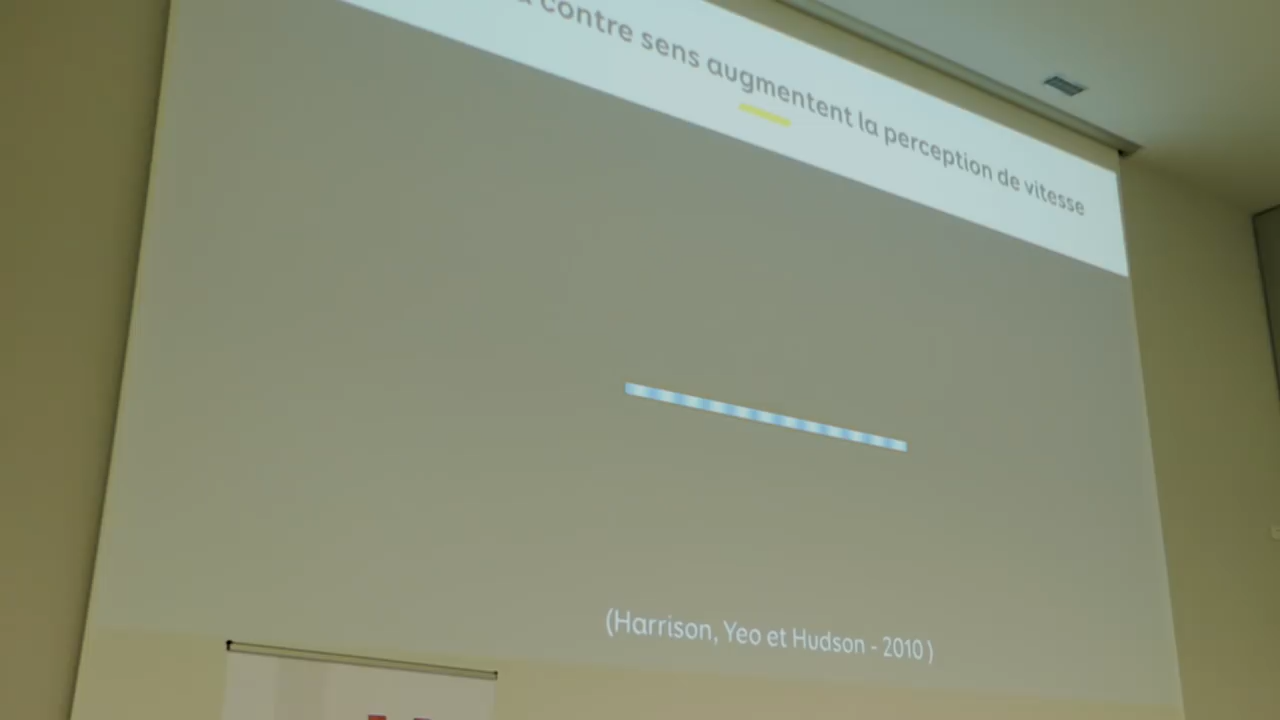 contre sens augmentent la perception de vitesse
(Harrison, Yeo et Hudson - 2010)